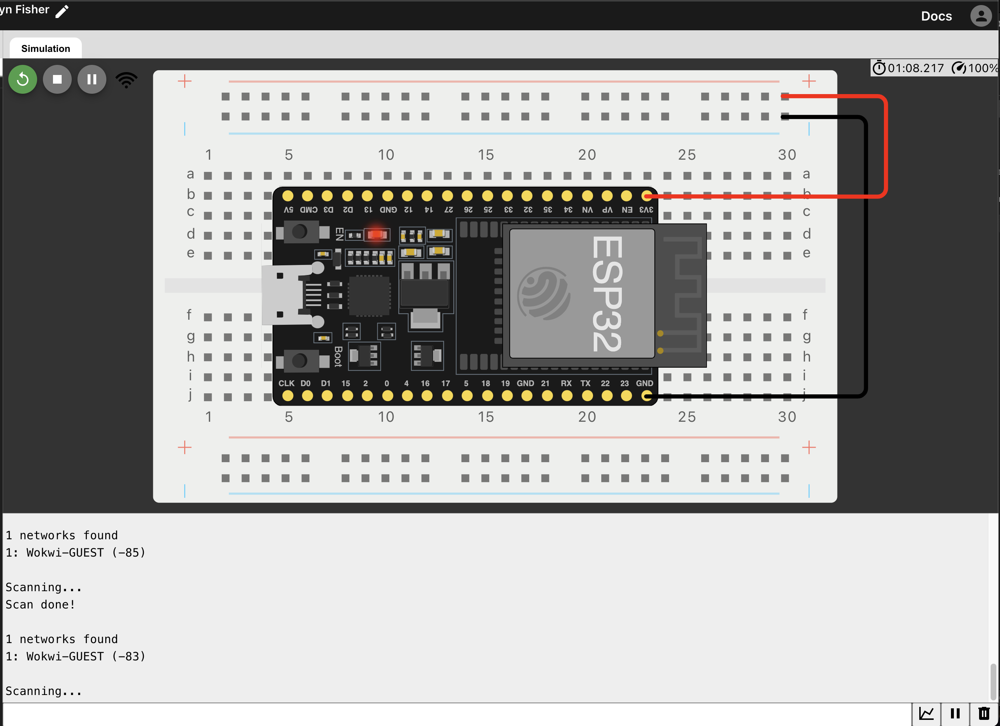 yn Fisher
Docs
Simulation
01:08.217 100%
1 5 10 15 20 25 30
a a
b b
c c
d d
e e
f f
g g
h h
i i
j j
5V CMD D3 D2 13 GND 12 14 27 26 25 33 32 35 34 VN VP EN 3V3
EN
ESP32
Boot
CLK D0 D1 15 2 0 4 16 17 5 18 19 GND 21 RX TX 22 23 GND
1 5 10 15 20 25 30
1 networks found
1: Wokwi-GUEST (-85)
Scanning...
Scan done!
1 networks found
1: Wokwi-GUEST (-83)
Scanning...